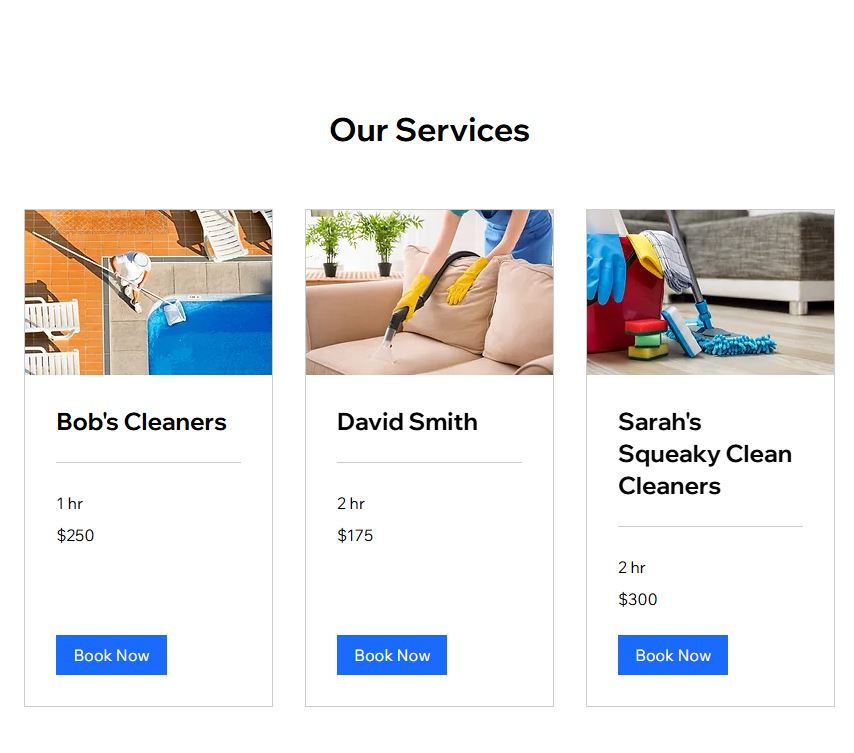 Our Services
Bob's Cleaners
1 hr
$250
Book Now
David Smith
2 hr
$175
Book Now
Sarah's
Squeaky Clean
Cleaners
2 hr
$300
Book Now